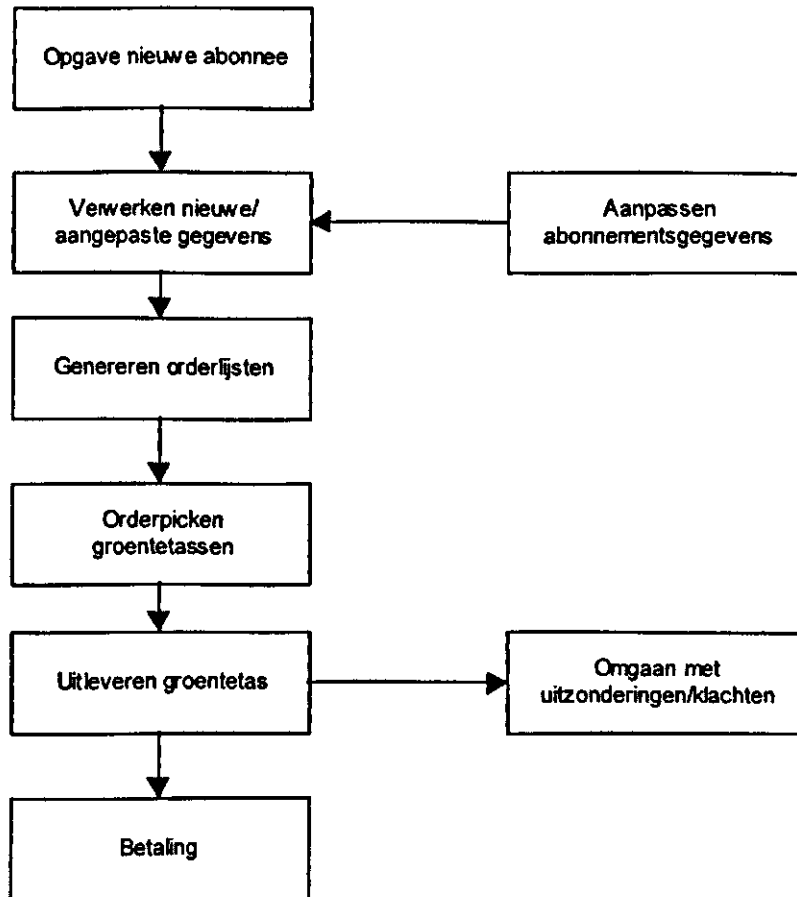 Opgave nieuwe abonnee
Verwerken nieuwe/
aangepaste gegevens
Aanpassen
abonnementsgegevens
Genereren orderlijsten
Orderpicken
groentetassen
Uitleveren groentetas
Omgaan met
uitzonderingen/klachten
Betaling